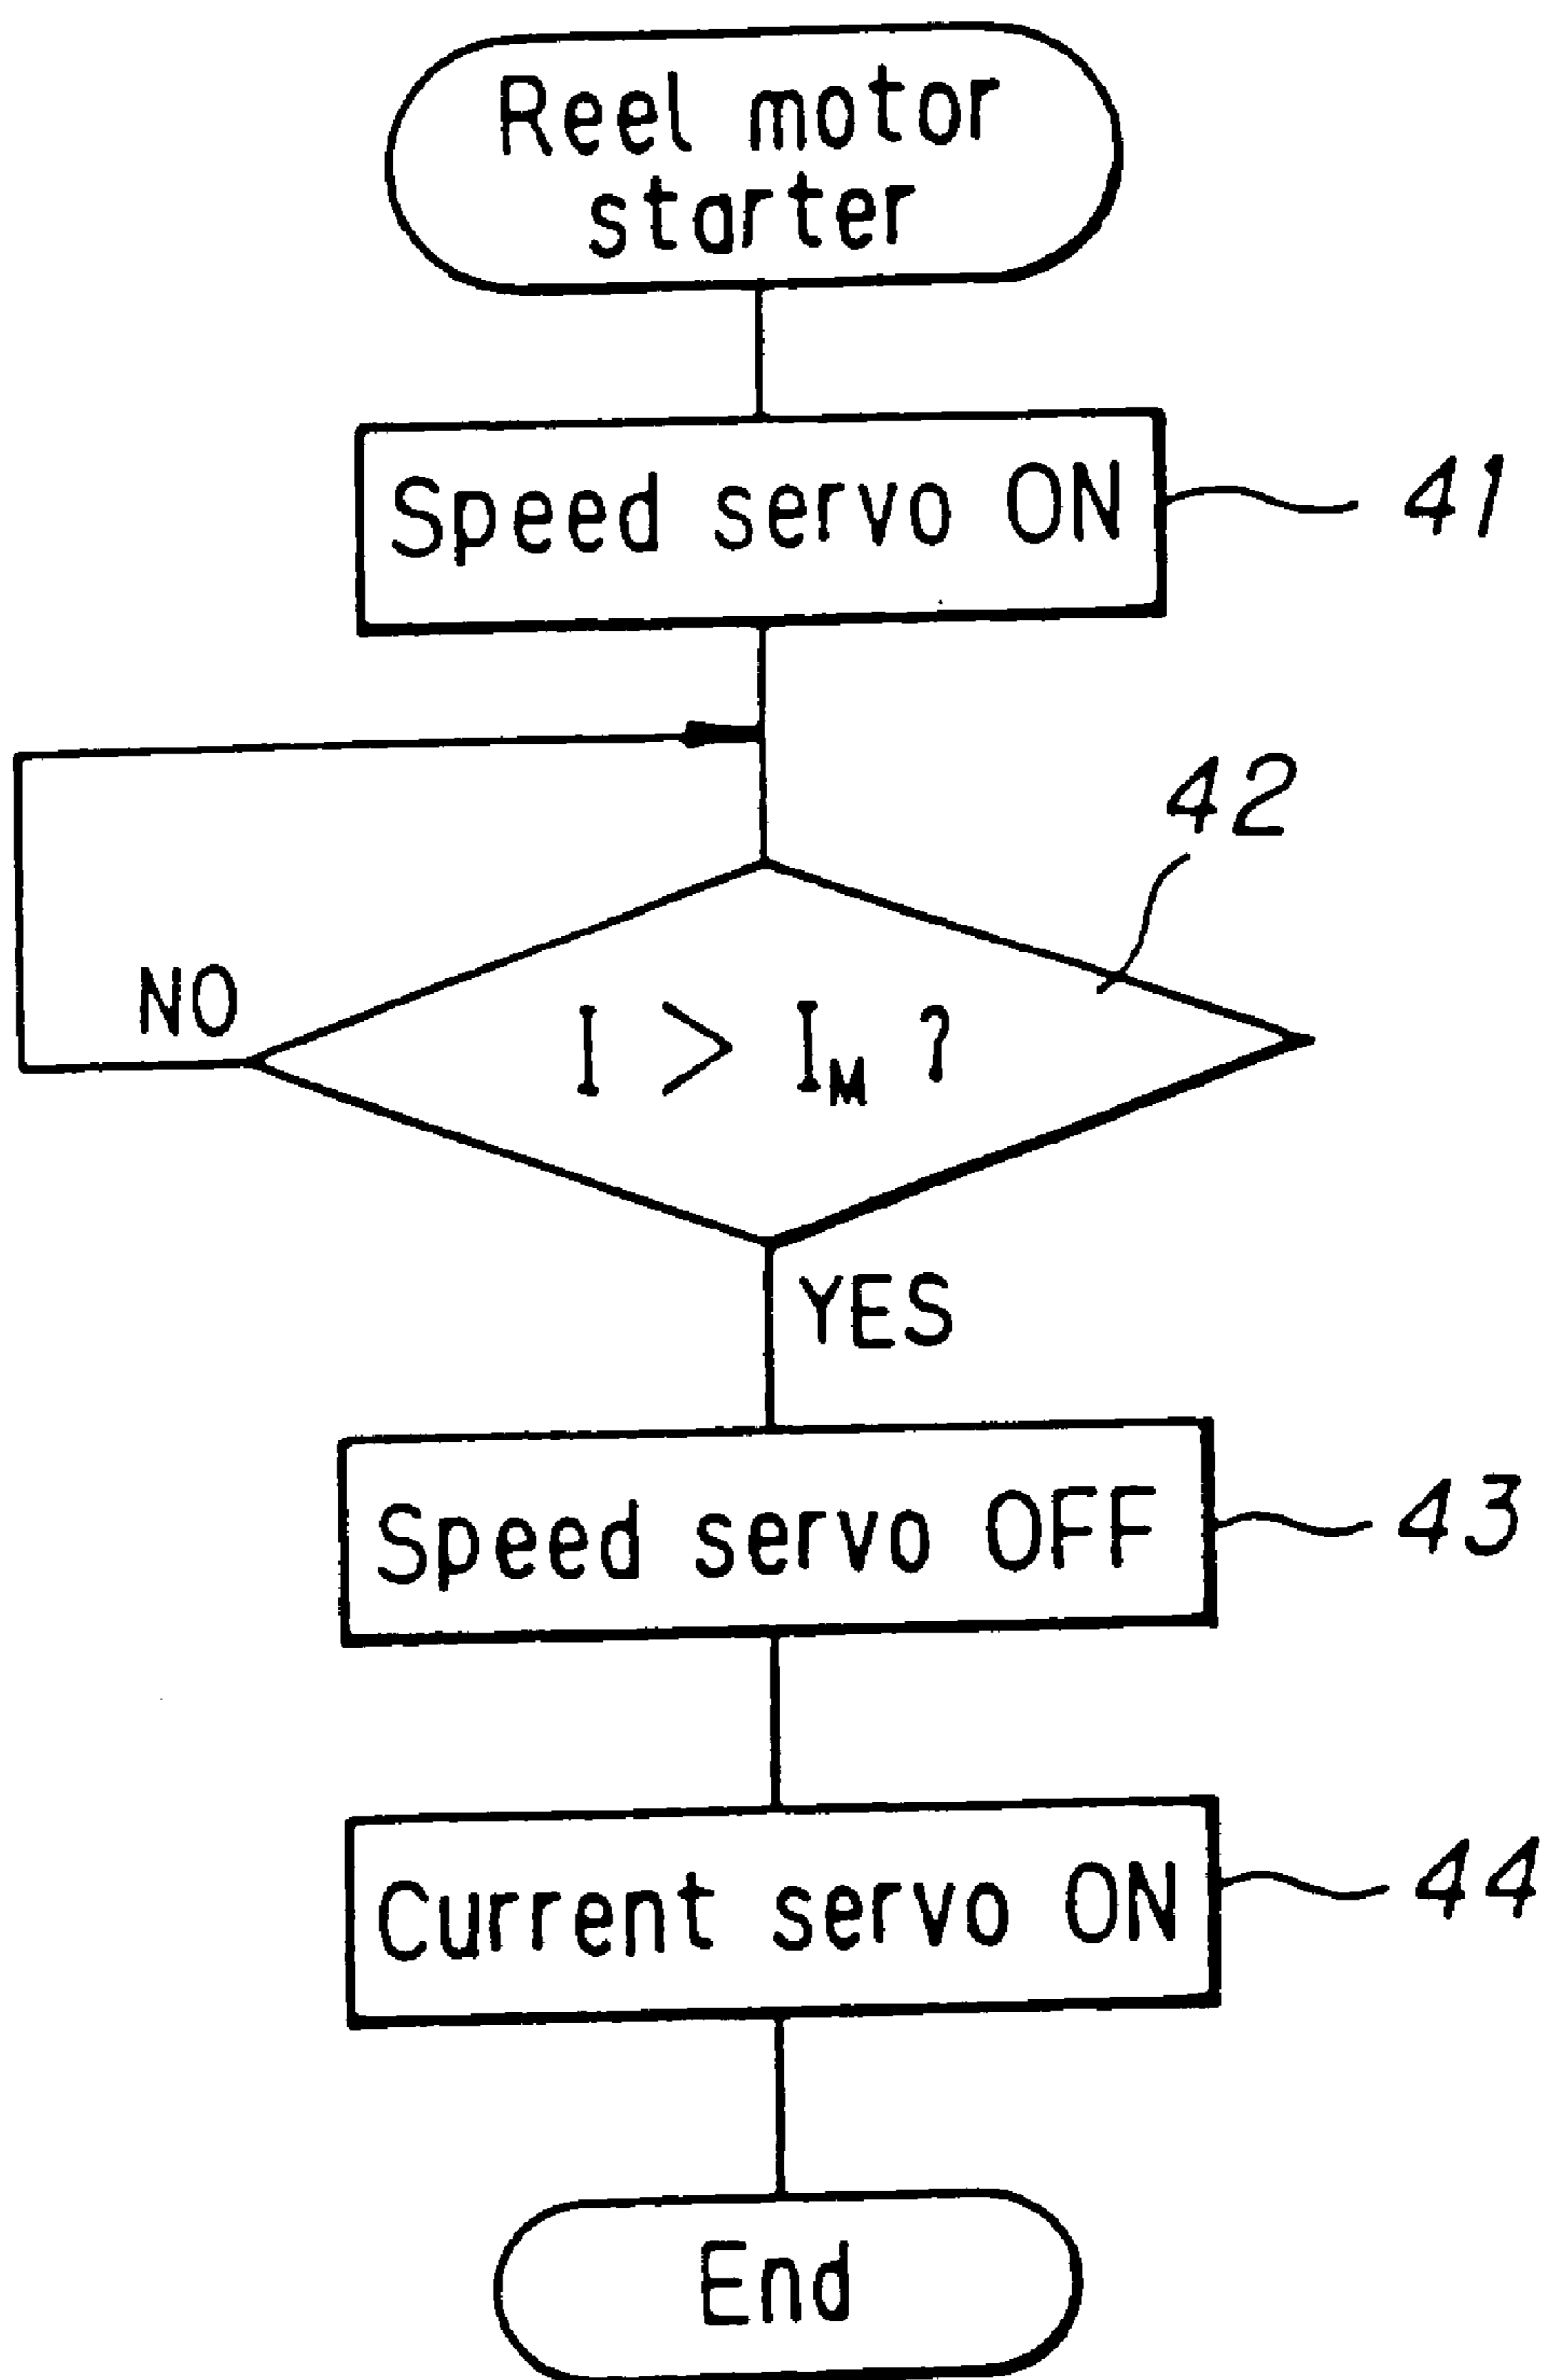 Reel motor
starter
Speed servo ON
41
42
NO
I > I_M ?
YES
Speed servo OFF
43
Current servo ON
44
End